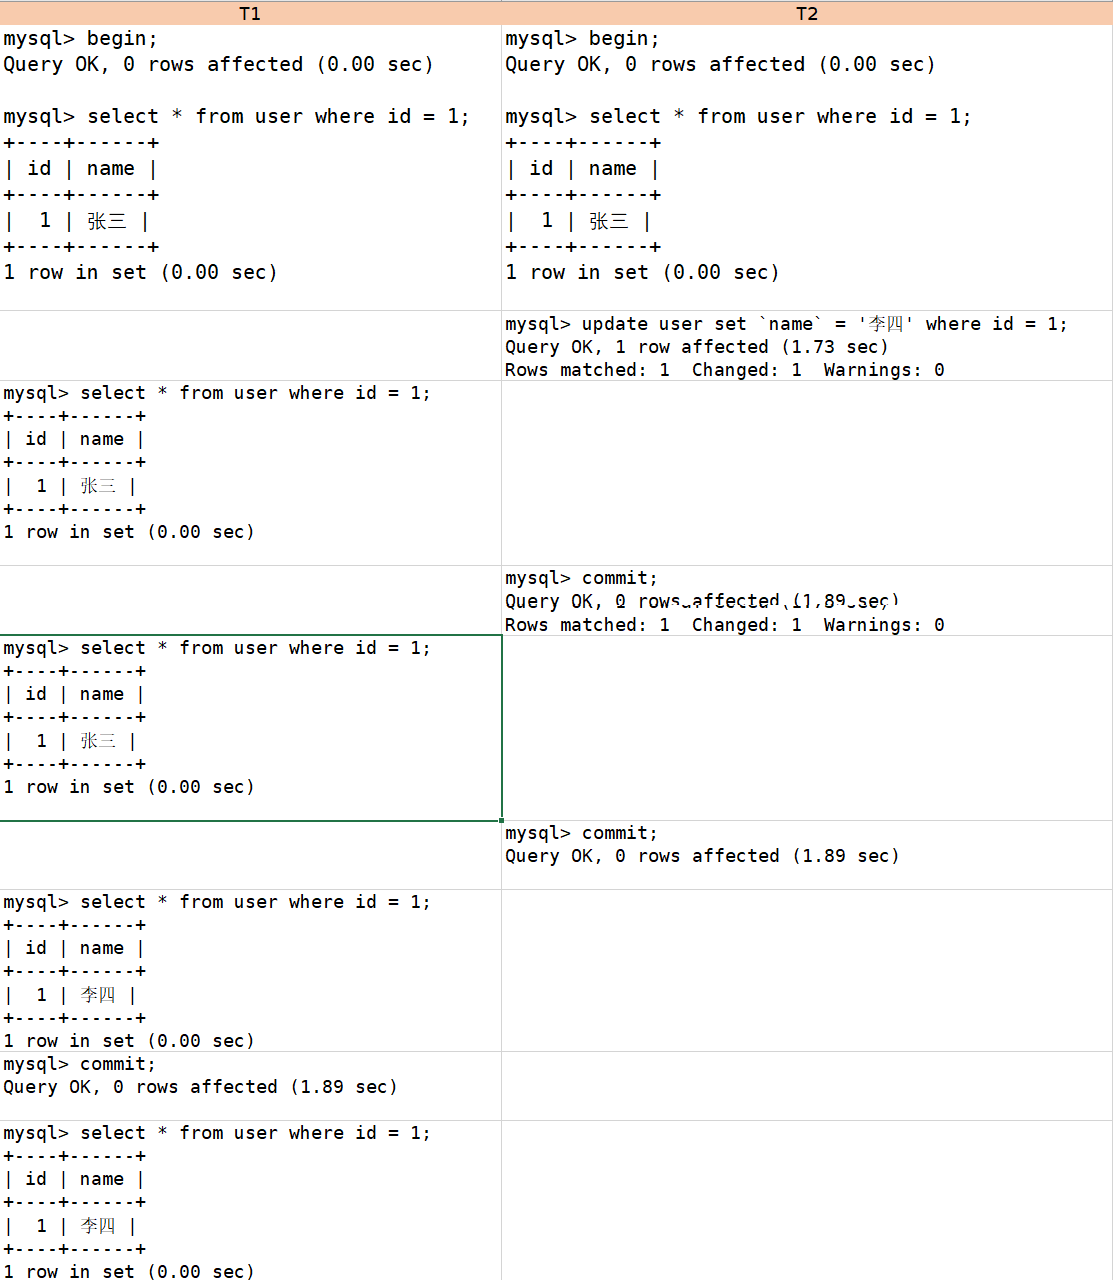 T1
T2
mysql> begin;
Query OK, 0 rows affected (0.00 sec)
mysql> select * from user where id = 1;
+----+------+
| id | name |
+----+------+
|  1 | 张三 |
+----+------+
1 row in set (0.00 sec)
mysql> begin;
Query OK, 0 rows affected (0.00 sec)
mysql> select * from user where id = 1;
+----+------+
| id | name |
+----+------+
|  1 | 张三 |
+----+------+
1 row in set (0.00 sec)
mysql> update user set `name` = '李四' where id = 1;
Query OK, 1 row affected (1.73 sec)
Rows matched: 1  Changed: 1  Warnings: 0
mysql> select * from user where id = 1;
+----+------+
| id | name |
+----+------+
|  1 | 张三 |
+----+------+
1 row in set (0.00 sec)
mysql> commit;
Query OK, 0 rows affected (1.89 sec)
Rows matched: 1  Changed: 1  Warnings: 0
mysql> select * from user where id = 1;
+----+------+
| id | name |
+----+------+
|  1 | 张三 |
+----+------+
1 row in set (0.00 sec)
mysql> commit;
Query OK, 0 rows affected (1.89 sec)
mysql> select * from user where id = 1;
+----+------+
| id | name |
+----+------+
|  1 | 李四 |
+----+------+
1 row in set (0.00 sec)
mysql> commit;
Query OK, 0 rows affected (1.89 sec)
mysql> select * from user where id = 1;
+----+------+
| id | name |
+----+------+
|  1 | 李四 |
+----+------+
1 row in set (0.00 sec)